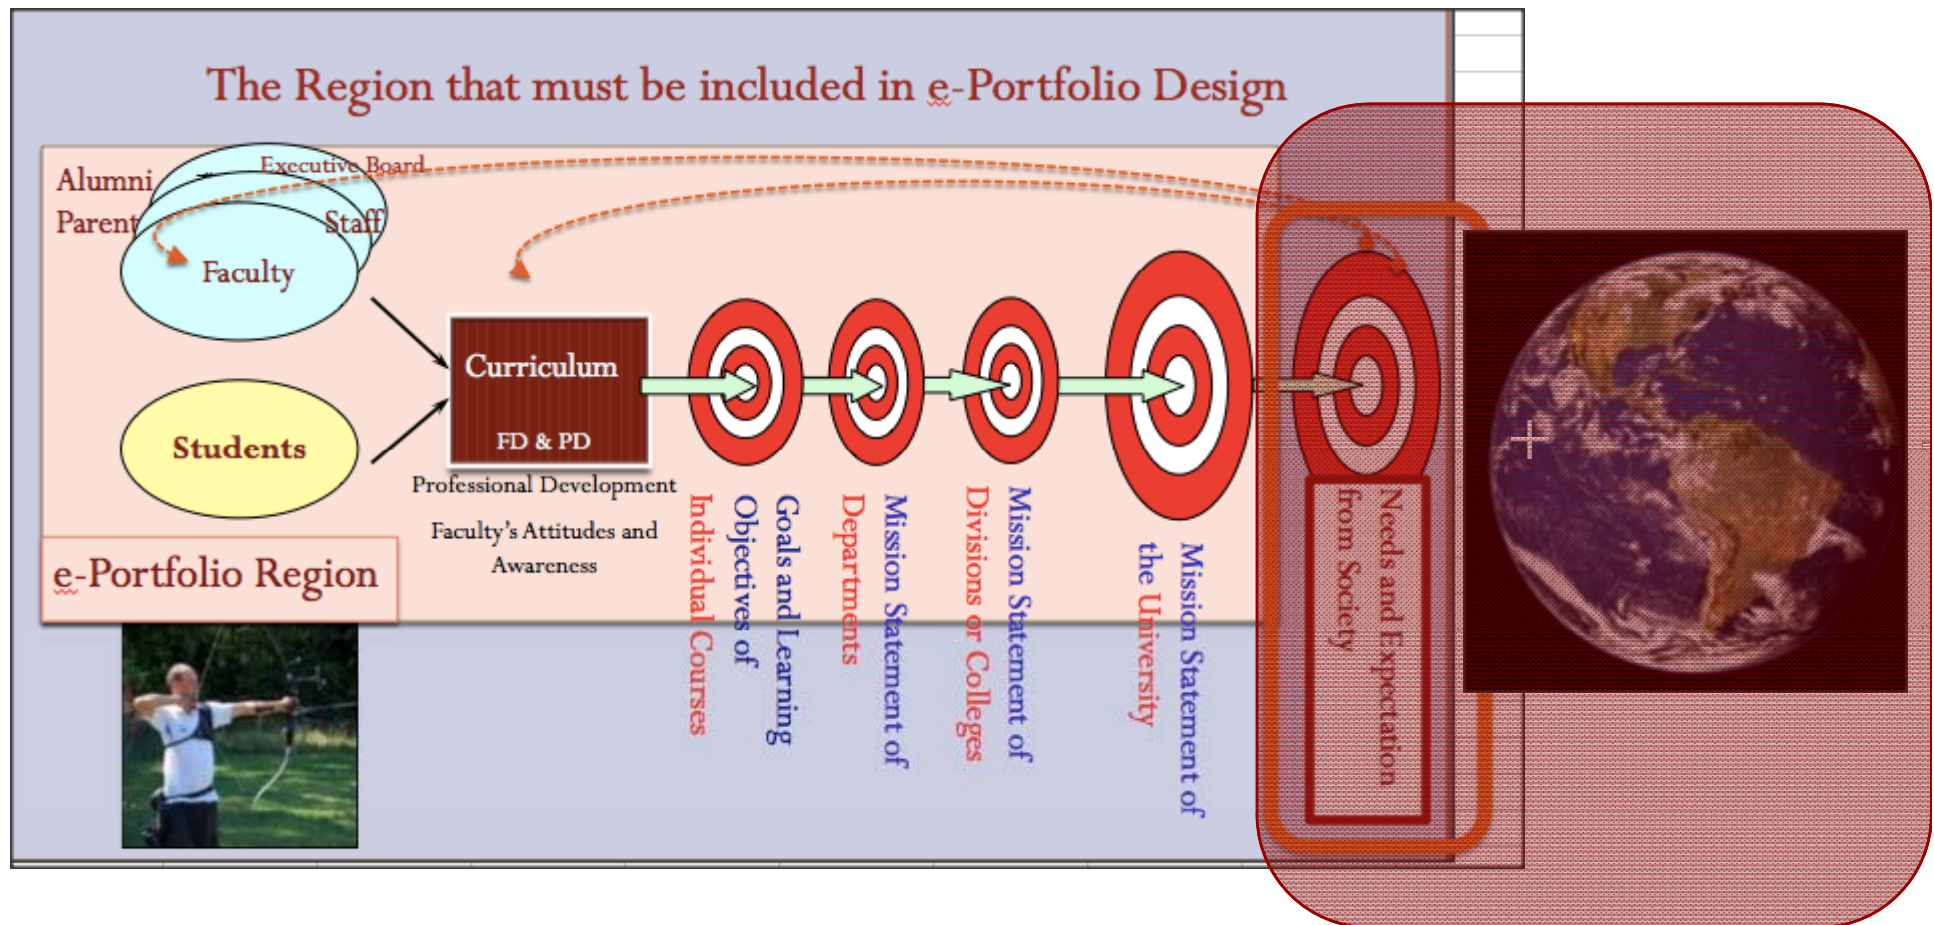 The Region that must be included in e-Portfolio Design
Executive Board
Alumni
Parent
Staff
Faculty
Students
Curriculum
FD & PD
Professional Development
Faculty's Attitudes and
Awareness
e-Portfolio Region
Goals and Learning
Objectives of
Individual Courses
Mission Statement of
Departments
Mission Statement of
Divisions or Colleges
Mission Statement of
the University
Needs and Expectation
from Society